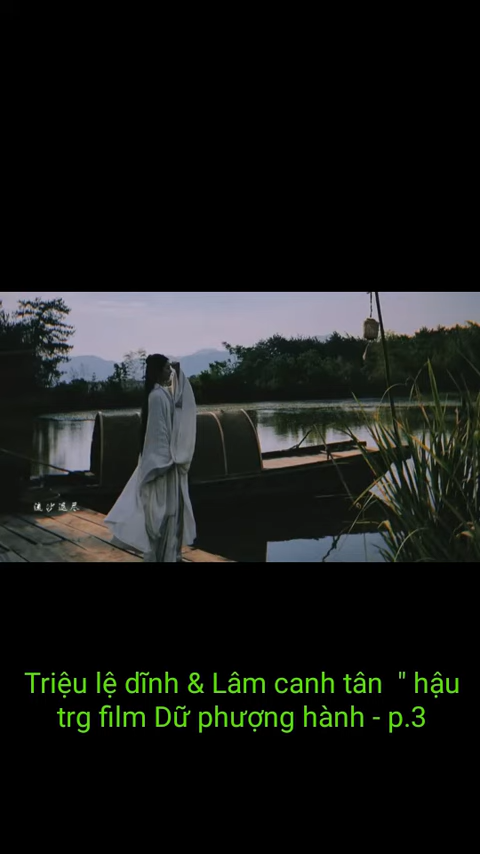 Triệu lệ dĩnh & Lâm canh tân " hậu
trg film Dữ phượng hành - p.3